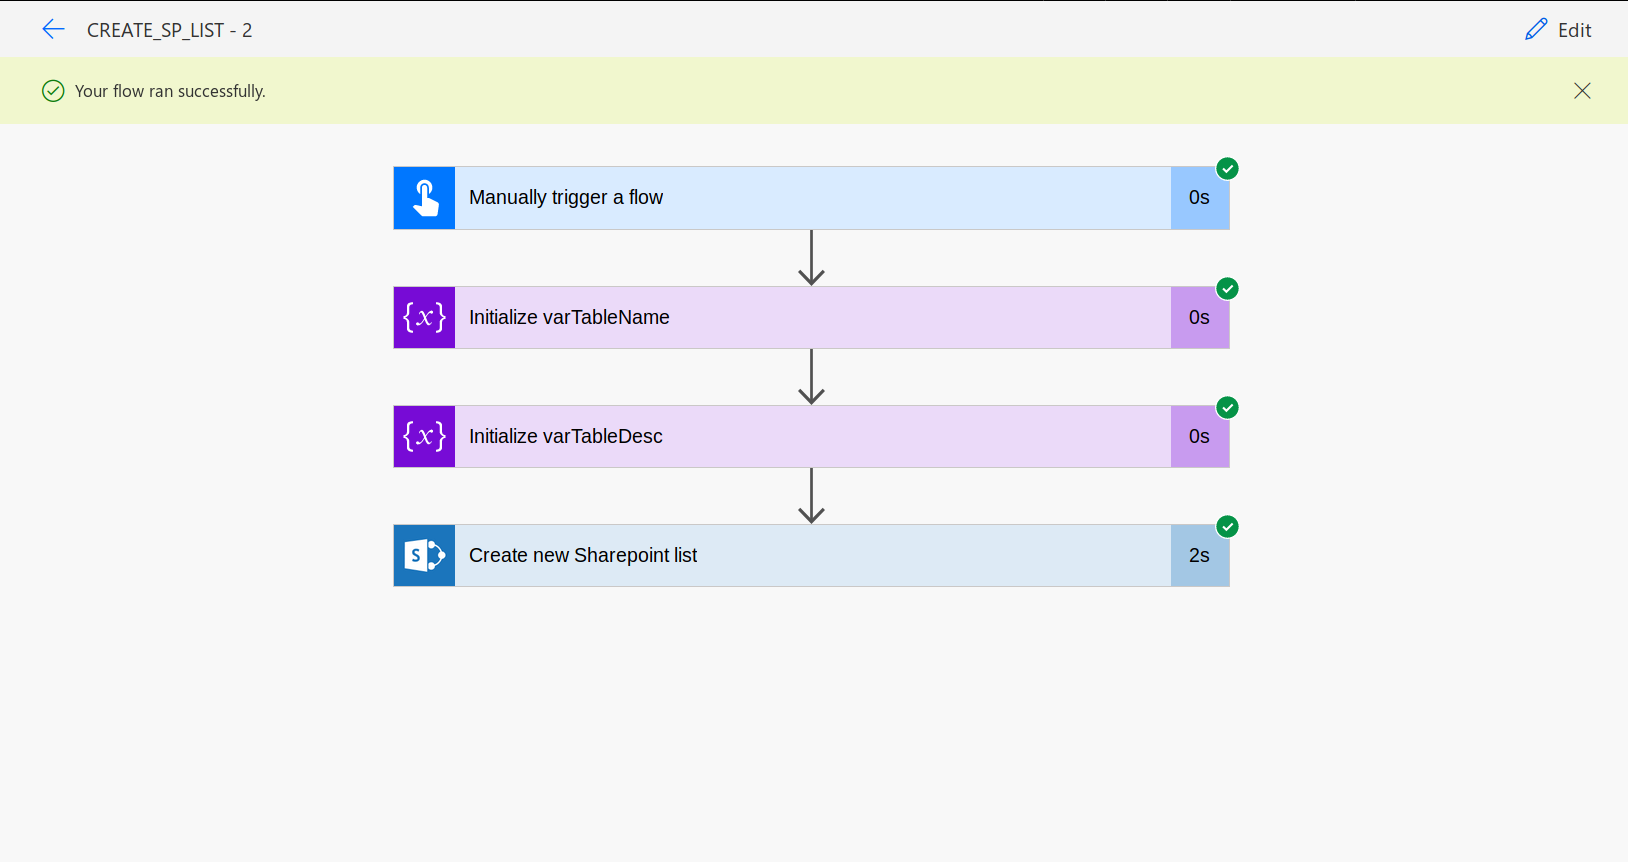 CREATE_SP_LIST - 2
Edit
Your flow ran successfully.
Manually trigger a flow
0s
{x}
Initialize varTableName
0s
{x}
Initialize varTableDesc
0s
S
Create new Sharepoint list
2s